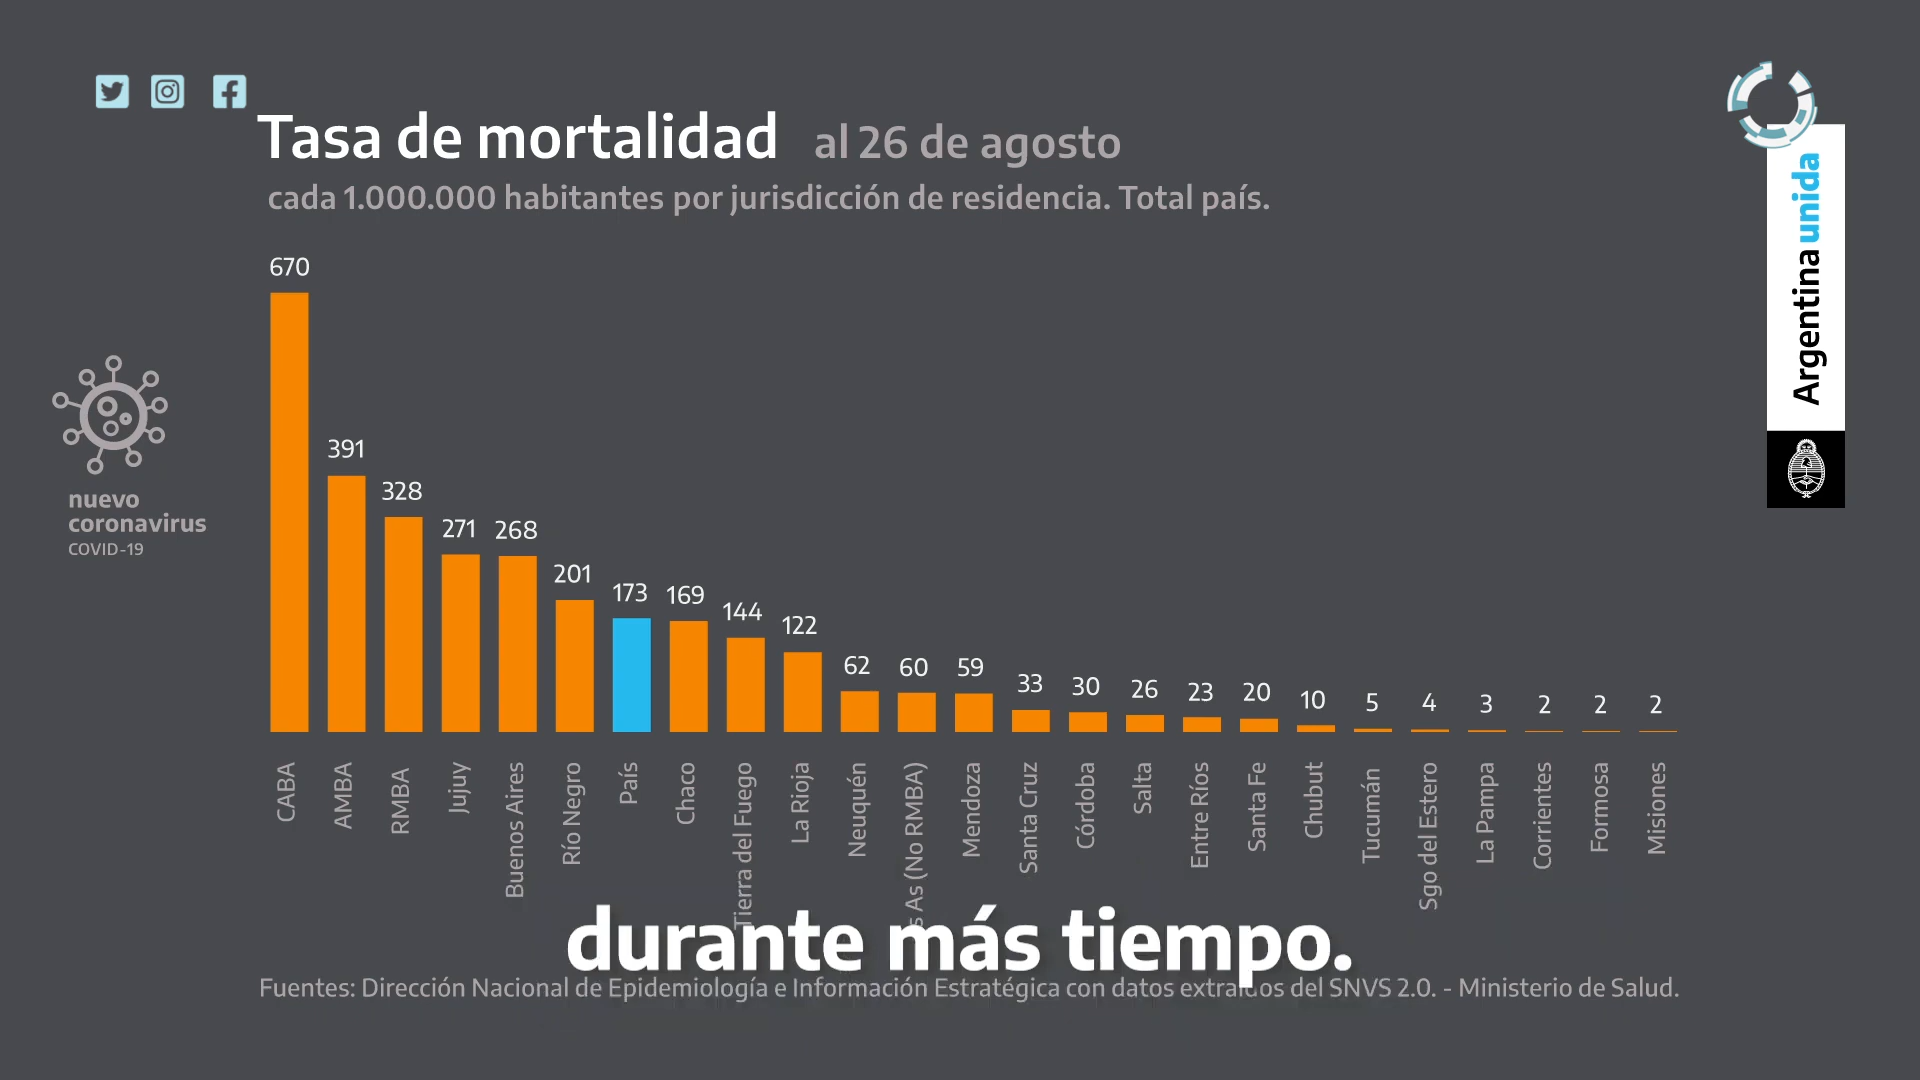 Tasa de mortalidad al 26 de agosto
cada 1.000.000 habitantes por jurisdicción de residencia. Total país.
Argentina unida
nuevo
coronavirus
COVID-19
670
391
328
271
268
201
173
169
144
122
62
60
59
33
30
26
23
20
10
5
4
3
2
2
2
CABA
AMBA
RMBA
Jujuy
Buenos Aires
Río Negro
País
Chaco
Tierra del Fuego
La Rioja
Neuquén
As (No RMBA)
Mendoza
Santa Cruz
Córdoba
Salta
Entre Ríos
Santa Fe
Chubut
Tucumán
Sgo del Estero
La Pampa
Corrientes
Formosa
Misiones
durante más tiempo.
Fuentes: Dirección Nacional de Epidemiología e Información Estratégica con datos extraídos del SNVS 2.0. - Ministerio de Salud.